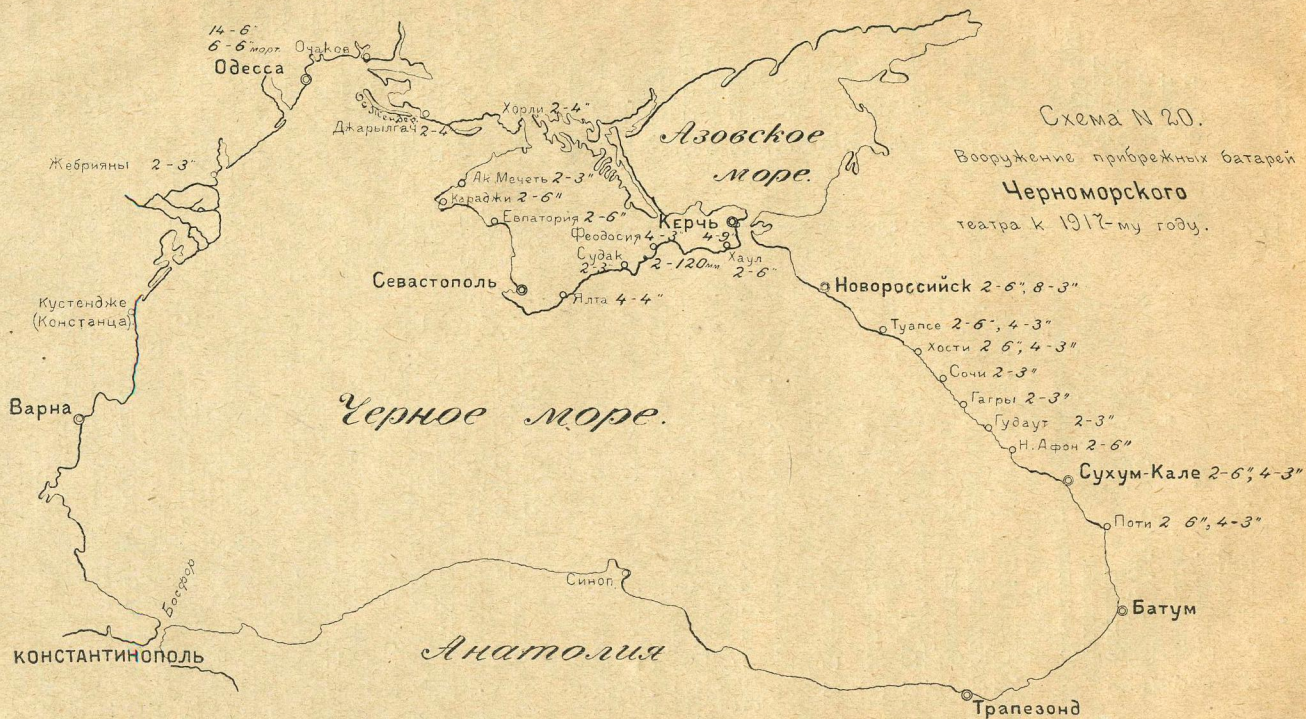 Схема N 20.
Вооружение прибрежных батарей
Черноморского
театра к 1917-му году.
14-6"
6-6" морт.
Очаков
Одесса
О. Тендер.
Джарылгач 2-4"
Хорли 2-4"
Азовское
море.
Жебрияны 2-3"
Ак. Мечеть 2-3"
Караджи 2-6"
Евпатория 2-6"
Керчь
Феодосия 4-3"
4-9"
Судак
2-3"
2-120мм
Хаул
2-6"
Севастополь
Ялта 4-4"
Новороссийск 2-6", 8-3"
Кустендже
(Констанца)
Туапсе 2-6", 4-3"
Хости 2 6", 4-3"
Сочи 2-3"
Гагры 2-3"
Гудаут 2-3"
Н. Афон 2-6"
Варна
Черное море.
Сухум-Кале 2-6", 4-3"
Поти 2 6", 4-3"
Босфор
Синоп
Батум
Константинополь
Анатолия
Трапезонд